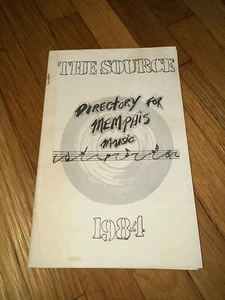 THE SOURCE
DIRECTORY FOR
MEMPHIS
MUSIC
1984